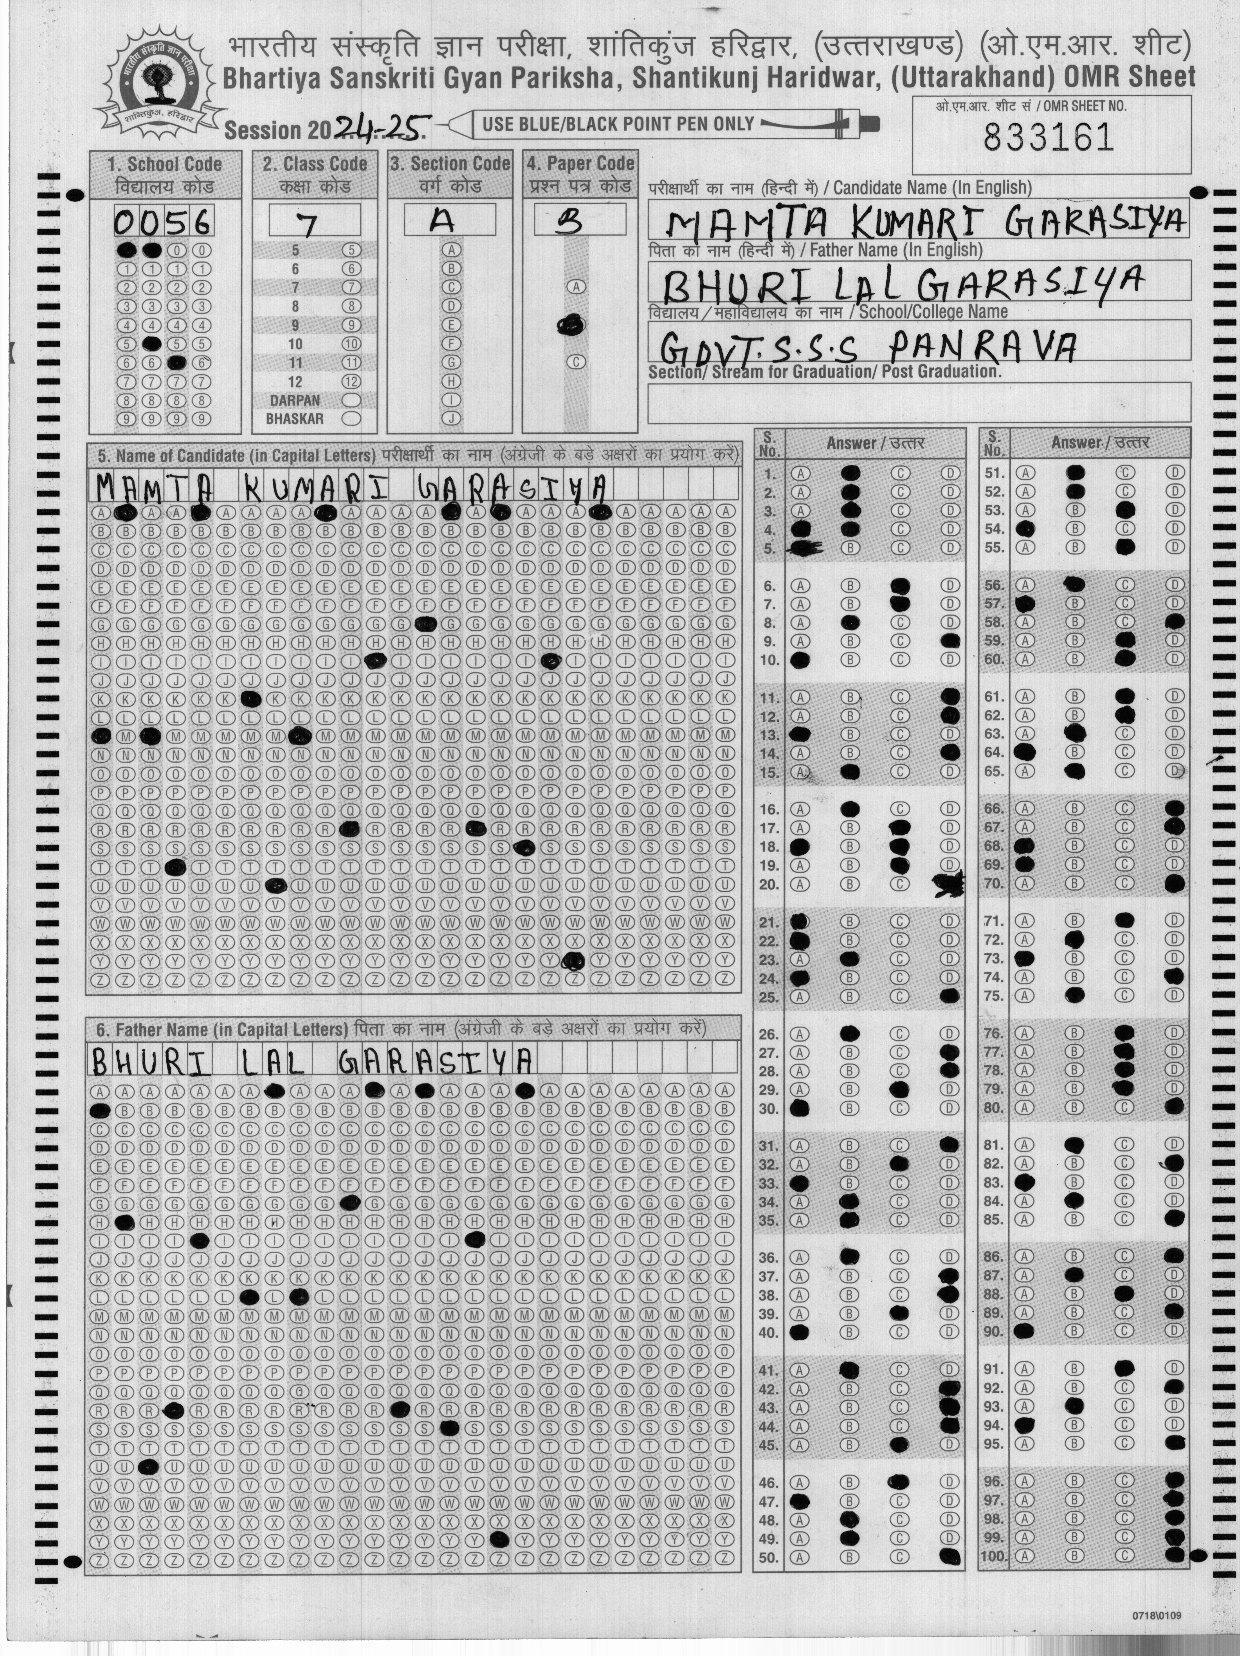 भारतीय संस्कृति ज्ञान परीक्षा, शांतिकुंज हरिद्वार, (उत्तराखण्ड) (ओ.एम.आर. शीट)
Bhartiya Sanskriti Gyan Pariksha, Shantikunj Haridwar, (Uttarakhand) OMR Sheet
भारतीय संस्कृति ज्ञान परीक्षा
शान्तिकुंज, हरिद्वार
Session 2024-25.
USE BLUE/BLACK POINT PEN ONLY
ओ.एम.आर. शीट सं / OMR SHEET NO.
833161
1. School Code
विद्यालय कोड
0056
2. Class Code
कक्षा कोड
7
5
6
7
8
9
10
11
12
DARPAN
BHASKAR
3. Section Code
वर्ग कोड
A
4. Paper Code
प्रश्न पत्र कोड
B
परीक्षार्थी का नाम (हिन्दी में) / Candidate Name (In English)
MAMTA KUMARI GARASIYA
पिता का नाम (हिन्दी में) / Father Name (In English)
BHURI LAL GARASIYA
विद्यालय/महाविद्यालय का नाम / School/College Name
GOVT.S.S.S PANRAVA
Section/ Stream for Graduation/ Post Graduation.
5. Name of Candidate (in Capital Letters) परीक्षार्थी का नाम (अंग्रेजी के बड़े अक्षरों का प्रयोग करें)
MAMTA KUMARI GARASIYA
6. Father Name (in Capital Letters) पिता का नाम (अंग्रेजी के बड़े अक्षरों का प्रयोग करें)
BHURI LAL GARASIYA
S. No. Answer / उत्तर
S. No. Answer / उत्तर
0718\0109